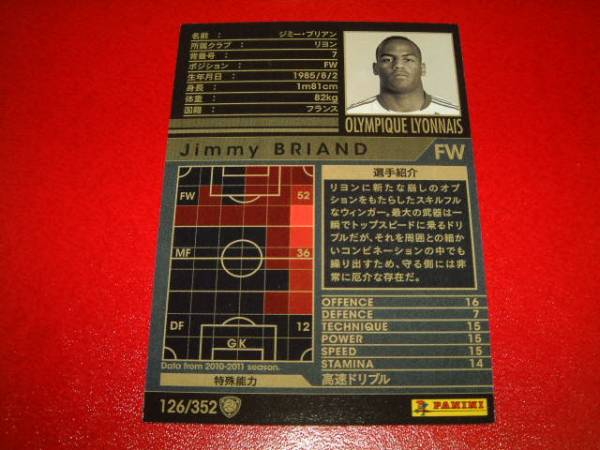 名前 : ジミー・ブリアン
所属クラブ : リヨン
背番号 : 7
ポジション : FW
生年月日 : 1985/8/2
身長 : 1m81cm
体重 : 82kg
国籍 : フランス
OLYMPIQUE LYONNAIS
Jimmy BRIAND
FW
FW 52
MF 36
DF 12
GK
Data from 2010-2011 season.
選手紹介
リヨンに新たな崩しのオプ
ションをもたらしたスキルフル
なウィンガー。最大の武器は一
瞬でトップスピードに乗るドリ
ブルだが、それを周囲との細か
いコンビネーションの中でも
繰り出すため、守る側には非
常に厄介な存在だ。
OFFENCE 16
DEFENCE 7
TECHNIQUE 15
POWER 15
SPEED 15
STAMINA 14
特殊能力
高速ドリブル
126/352
PANINI